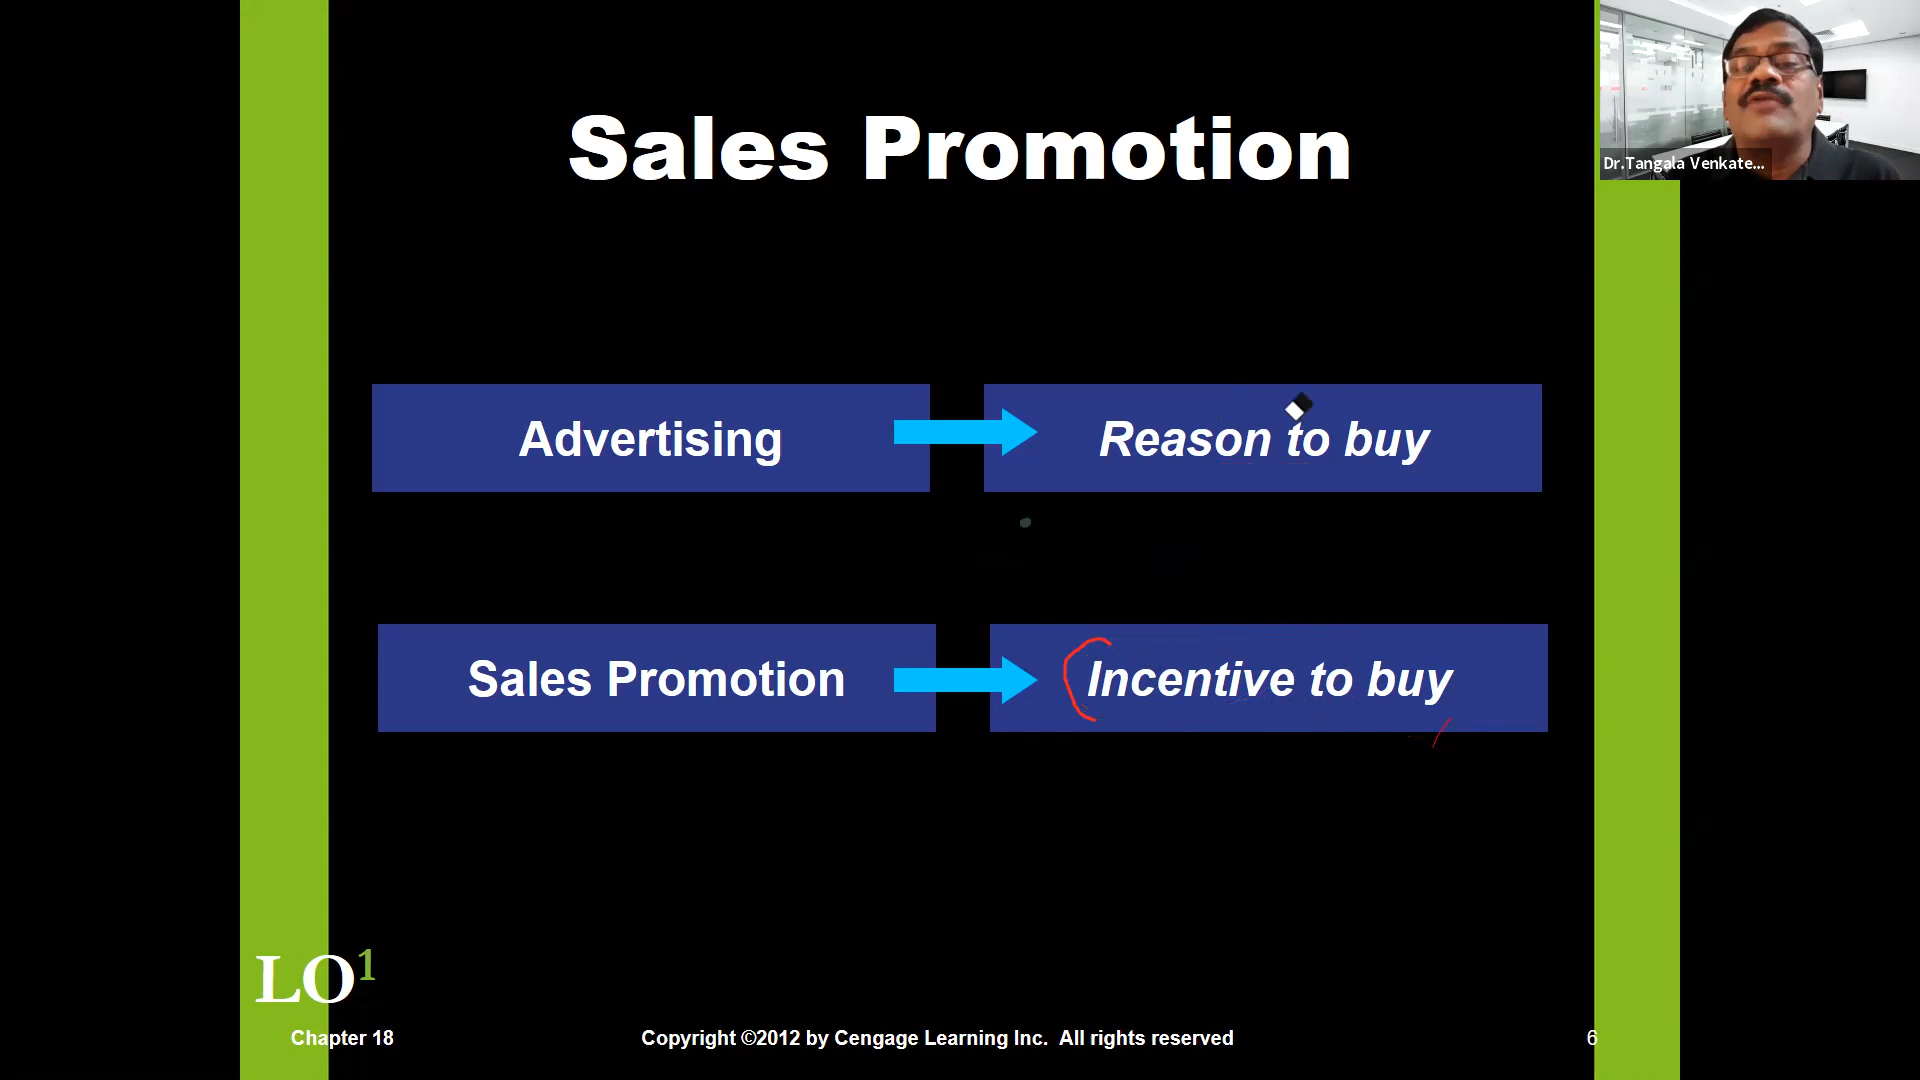 Sales Promotion
Dr.Tangala Venkate...
Advertising
Reason to buy
Sales Promotion
Incentive to buy
LO1
Chapter 18
Copyright ©2012 by Cengage Learning Inc. All rights reserved
6